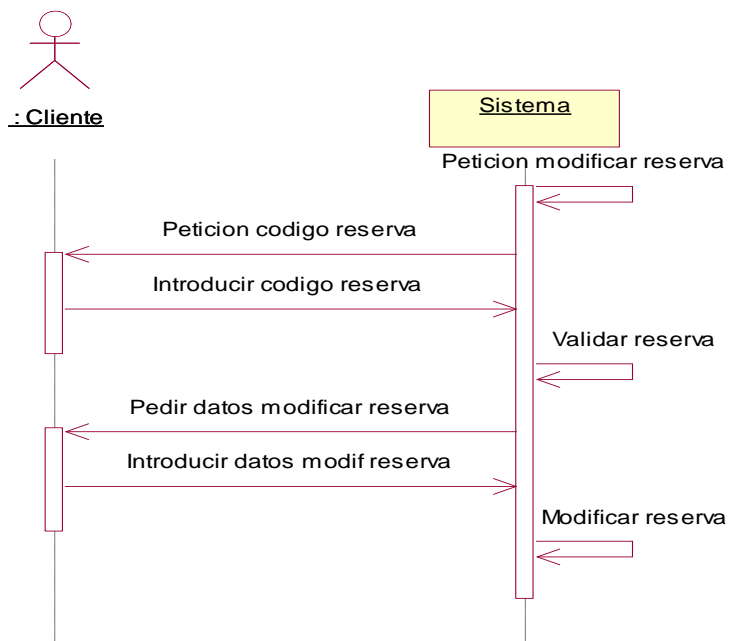 : Cliente
Sistema
Peticion modificar reserva
Peticion codigo reserva
Introducir codigo reserva
Validar reserva
Pedir datos modificar reserva
Introducir datos modif reserva
Modificar reserva